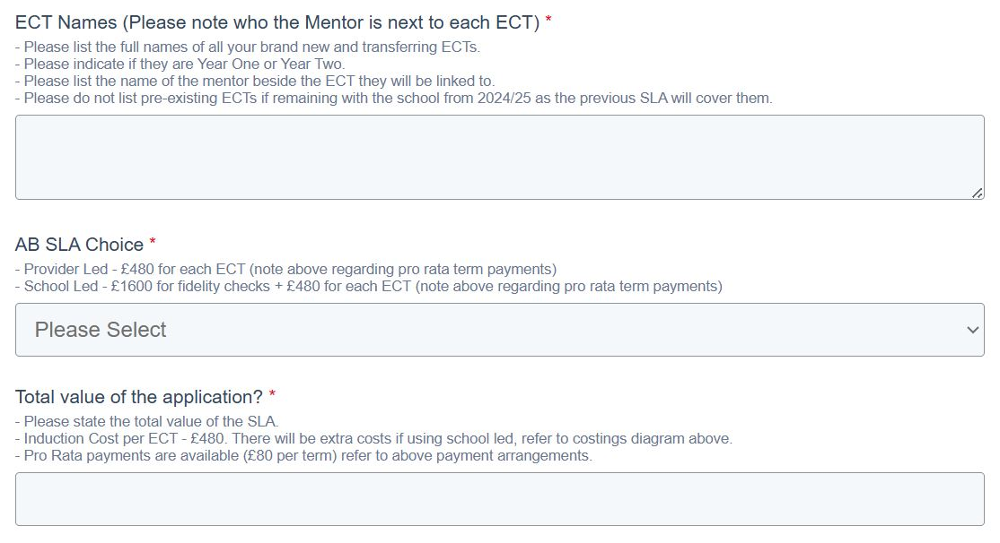 ECT Names (Please note who the Mentor is next to each ECT) *
- Please list the full names of all your brand new and transferring ECTs.
- Please indicate if they are Year One or Year Two.
- Please list the name of the mentor beside the ECT they will be linked to.
- Please do not list pre-existing ECTs if remaining with the school from 2024/25 as the previous SLA will cover them.
AB SLA Choice *
- Provider Led - £480 for each ECT (note above regarding pro rata term payments)
- School Led - £1600 for fidelity checks + £480 for each ECT (note above regarding pro rata term payments)
Please Select
Total value of the application? *
- Please state the total value of the SLA.
- Induction Cost per ECT - £480. There will be extra costs if using school led, refer to costings diagram above.
- Pro Rata payments are available (£80 per term) refer to above payment arrangements.